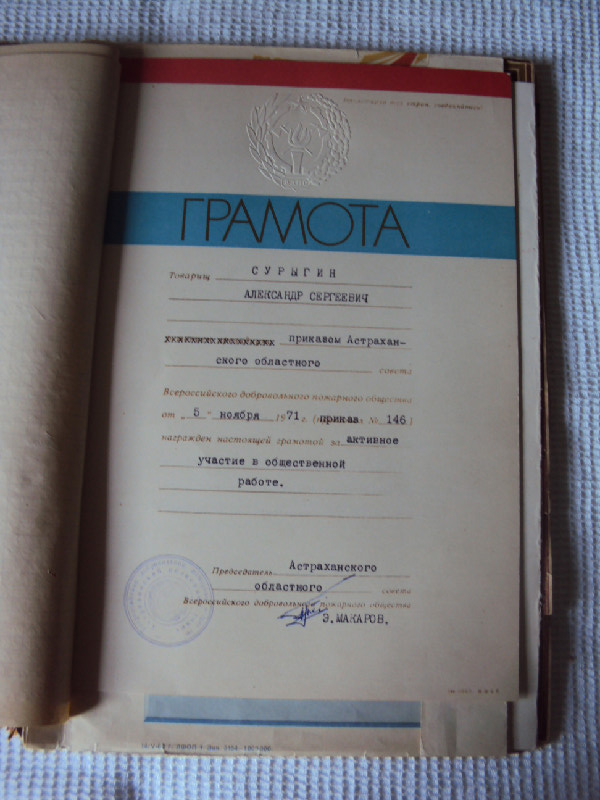 ГРАМОТА
Товарищ СУРЫГИН
АЛЕКСАНДР СЕРГЕЕВИЧ
приказом Астрахан-
ского областного совета
Всероссийского добровольного пожарного общества
от „5" ноября 1971 г. (приказ № 146)
награжден настоящей грамотой за активное
участие в общественной
работе.
Председатель Астраханского
областного совета
Всероссийского добровольного пожарного общества
Э.МАКАРОВ.